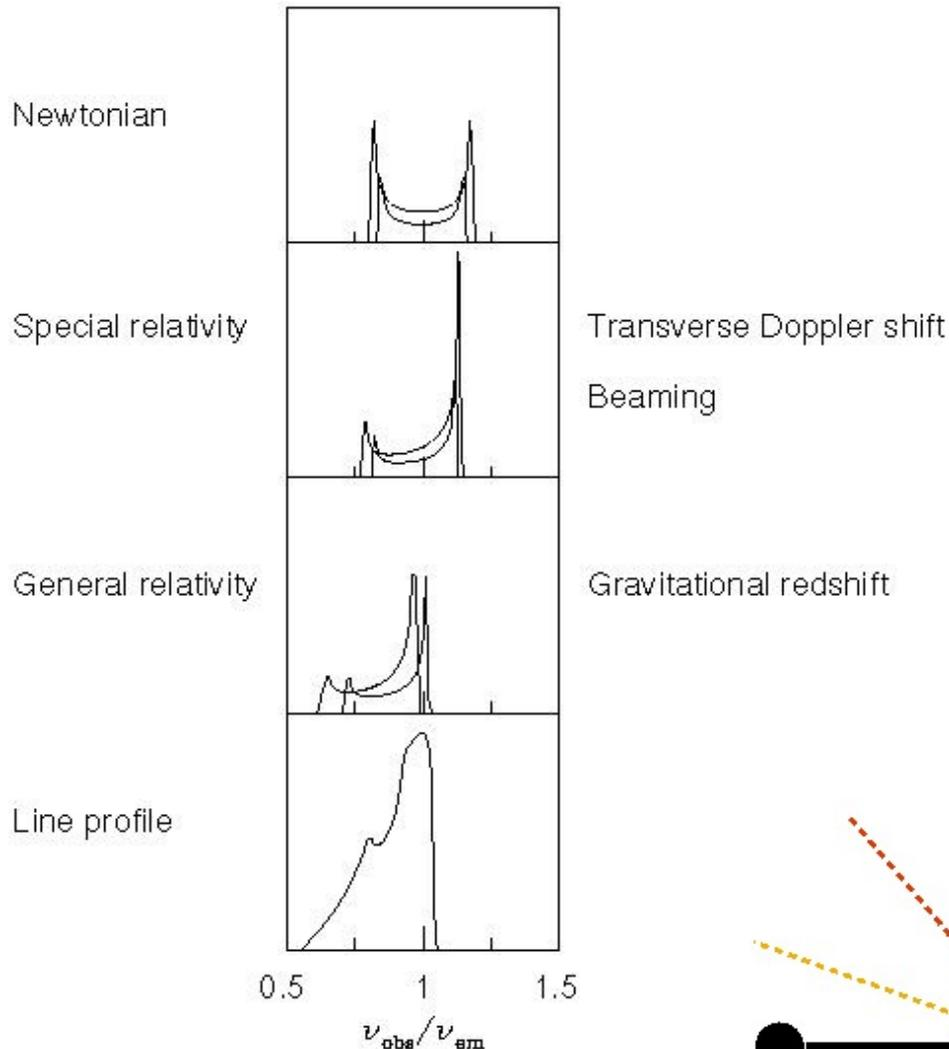 Newtonian
Special relativity
Transverse Doppler shift
Beaming
General relativity
Gravitational redshift
Line profile
0.5 1 1.5
ν_obs/ν_em